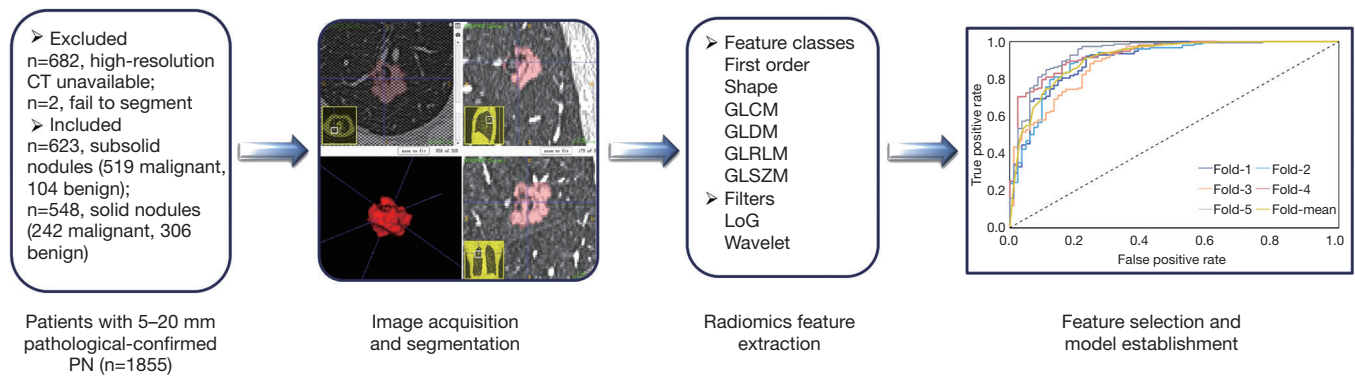 ➢ Excluded
n=682, high-resolution
CT unavailable;
n=2, fail to segment
➢ Included
n=623, subsolid
nodules (519 malignant,
104 benign);
n=548, solid nodules
(242 malignant, 306
benign)
Patients with 5–20 mm
pathological-confirmed
PN (n=1855)
Image acquisition
and segmentation
➢ Feature classes
First order
Shape
GLCM
GLDM
GLRLM
GLSZM
➢ Filters
LoG
Wavelet
Radiomics feature
extraction
True positive rate
1.0
0.8
0.6
0.4
0.2
0.0
Fold-1 Fold-2
Fold-3 Fold-4
Fold-5 Fold-mean
0.0 0.2 0.4 0.6 0.8 1.0
False positive rate
Feature selection and
model establishment